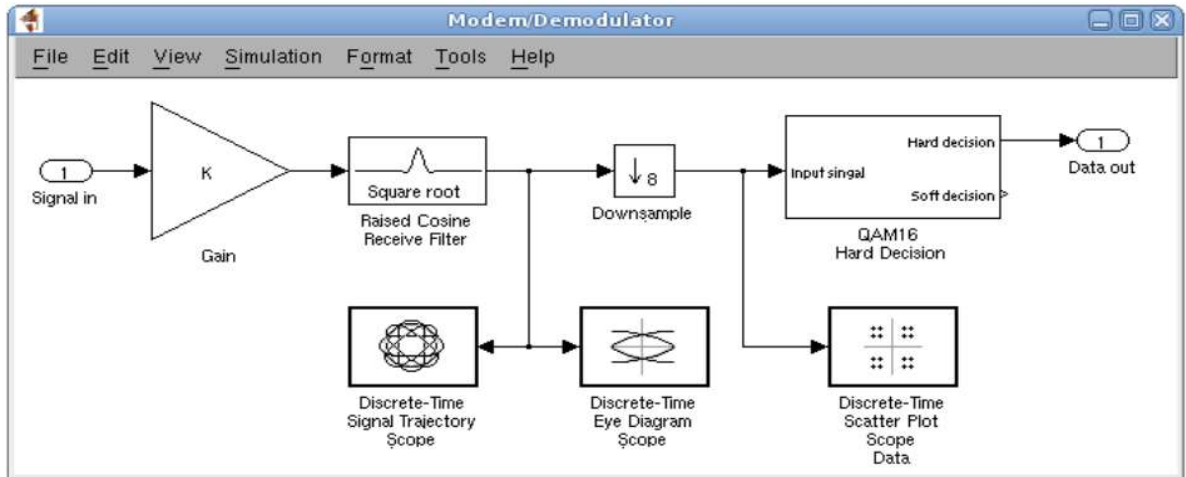 Modem/Demodulator
File Edit View Simulation Format Tools Help
1
Signal in
K
Gain
Square root
Raised Cosine
Receive Filter
8
Downsample
Input singal
Hard decision
Soft decision
QAM16
Hard Decision
1
Data out
Discrete-Time
Signal Trajectory
Scope
Discrete-Time
Eye Diagram
Scope
Discrete-Time
Scatter Plot
Scope
Data